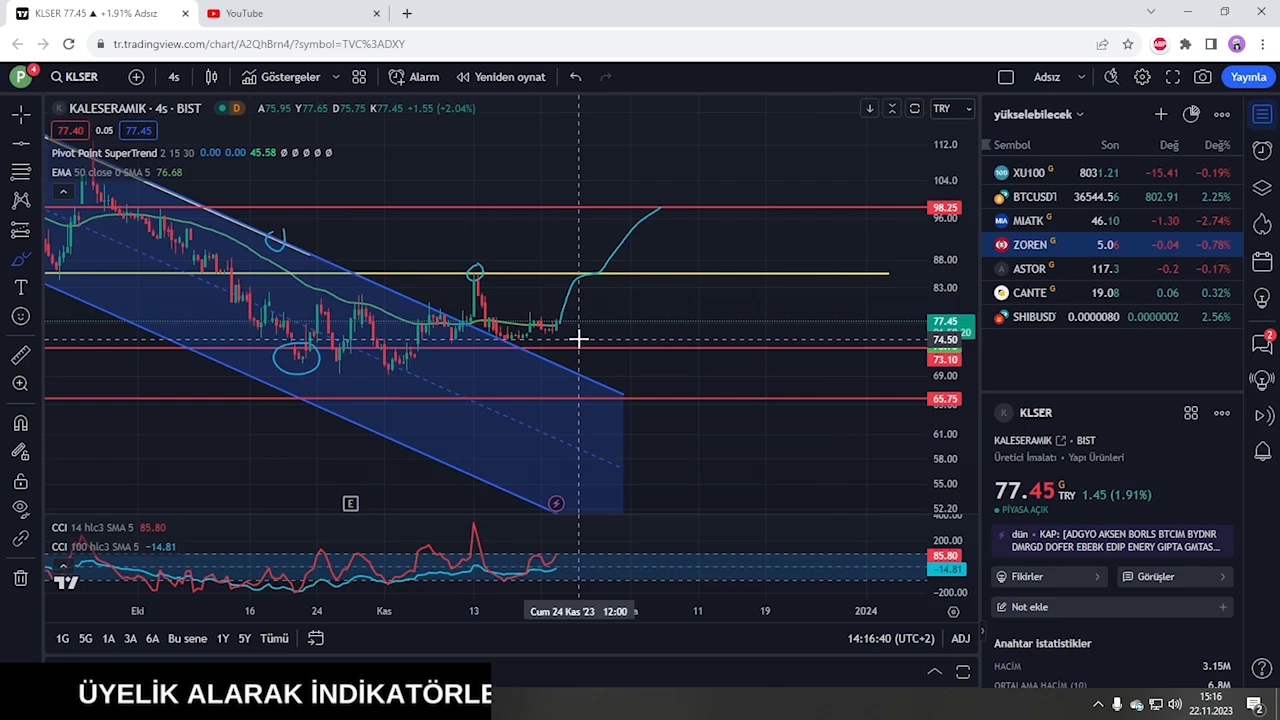 KLSER 77.45 ▲ +1.91% Adsız
YouTube
tr.tradingview.com/chart/A2QhBrn4/?symbol=TVC%3ADXY
P 4 KLSER 4s Göstergeler Alarm Yeniden oynat Adsız Yayınla
KALESERAMIK · 4s · BIST D A75.95 Y77.65 D75.75 K77.45 +1.55 (+2.04%)
TRY
77.40 0.05 77.45
Pivot Point SuperTrend 2 15 30 0.00 0.00 45.58 Ø Ø Ø Ø Ø
EMA 50 close 0 SMA 5 76.68
112.0
104.0
98.25
96.00
88.00
83.00
77.45
74.50
73.10
69.00
65.75
61.00
58.00
55.00
52.20
E
CCI 14 hlc3 SMA 5 85.80
CCI 100 hlc3 SMA 5 −14.81
400.00
200.00
85.80
−14.81
−200.00
Eki 16 24 Kas 13 Cum 24 Kas '23 12:00 11 19 2024
1G 5G 1A 3A 6A Bu sene 1Y 5Y Tümü 14:16:40 (UTC+2) ADJ
yükselebilecek
Sembol Son Değ Değ%
XU100 G 8031.21 −15.41 −0.19%
BTCUSDT 36544.56 802.91 2.25%
MIATK G 46.10 −1.30 −2.74%
ZOREN G 5.06 −0.04 −0.78%
ASTOR G 117.3 −0.2 −0.17%
CANTE G 19.08 0.06 0.32%
SHIBUSD 0.0000080 0.0000002 2.56%
2
K KLSER
KALESERAMIK · BIST
Üretici İmalatı · Yapı Ürünleri
77.45 G TRY 1.45 (1.91%)
PİYASA AÇIK
dün · KAP: [ADGYO AKSEN BORLS BTCIM BYDNR
DMRGD DOFER EBEBK EDIP ENERY GIPTA GMTAS...
Fikirler Görüşler
Not ekle
Anahtar istatistikler
HACİM 3.15M
ORTALAMA HACİM (10) 6.8M
ÜYELİK ALARAK İNDİKATÖRLE
15:16
22.11.2023
2